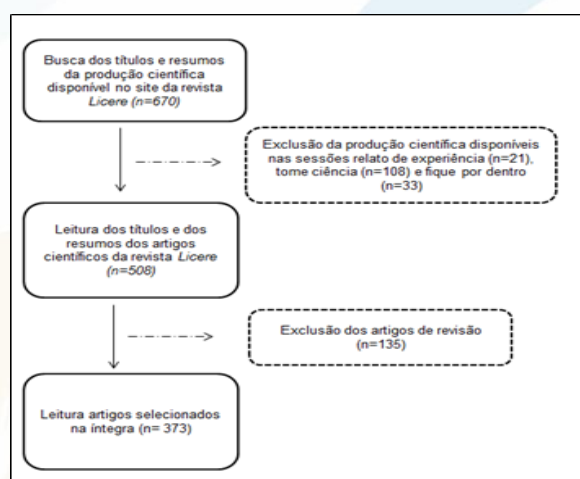 Busca dos títulos e resumos
da produção científica
disponível no site da revista
Licere (n=670)
Exclusão da produção científica disponíveis
nas sessões relato de experiência (n=21),
tome ciência (n=108) e fique por dentro
(n=33)
Leitura dos títulos e dos
resumos dos artigos
científicos da revista Licere
(n=508)
Exclusão dos artigos de revisão
(n=135)
Leitura artigos selecionados
na íntegra (n= 373)